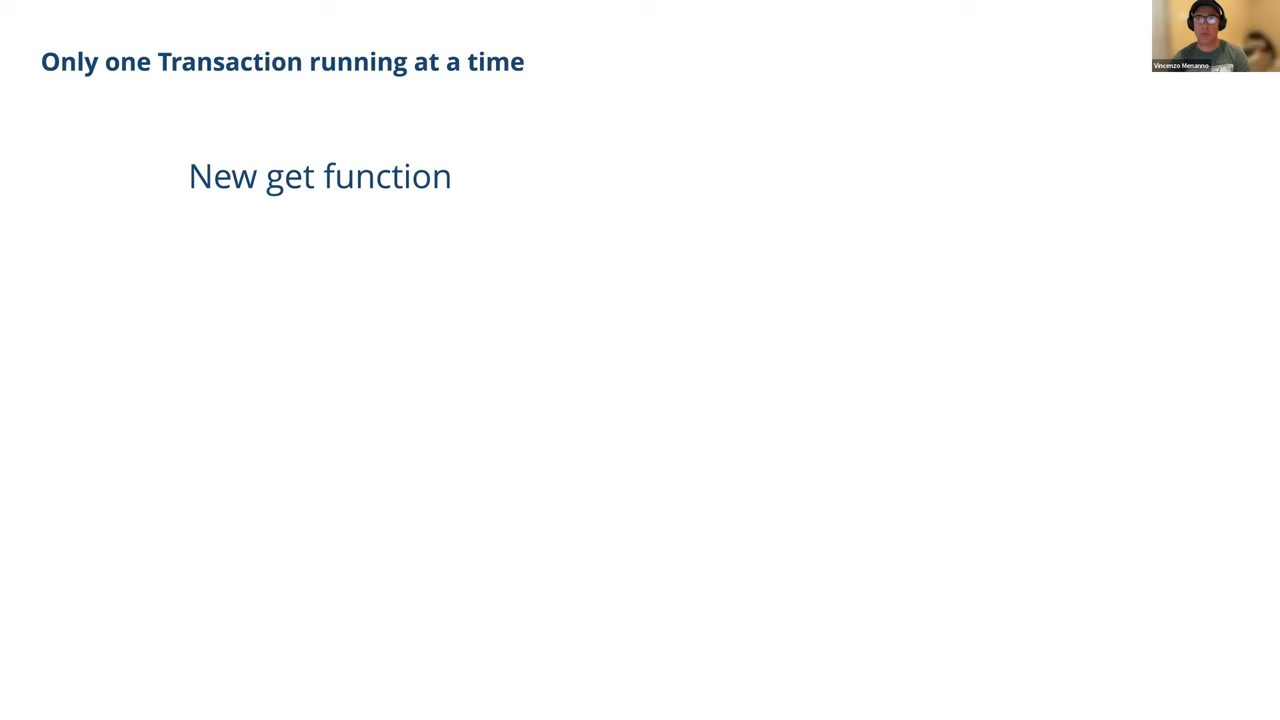 Only one Transaction running at a time
New get function
Vincenzo Menanno